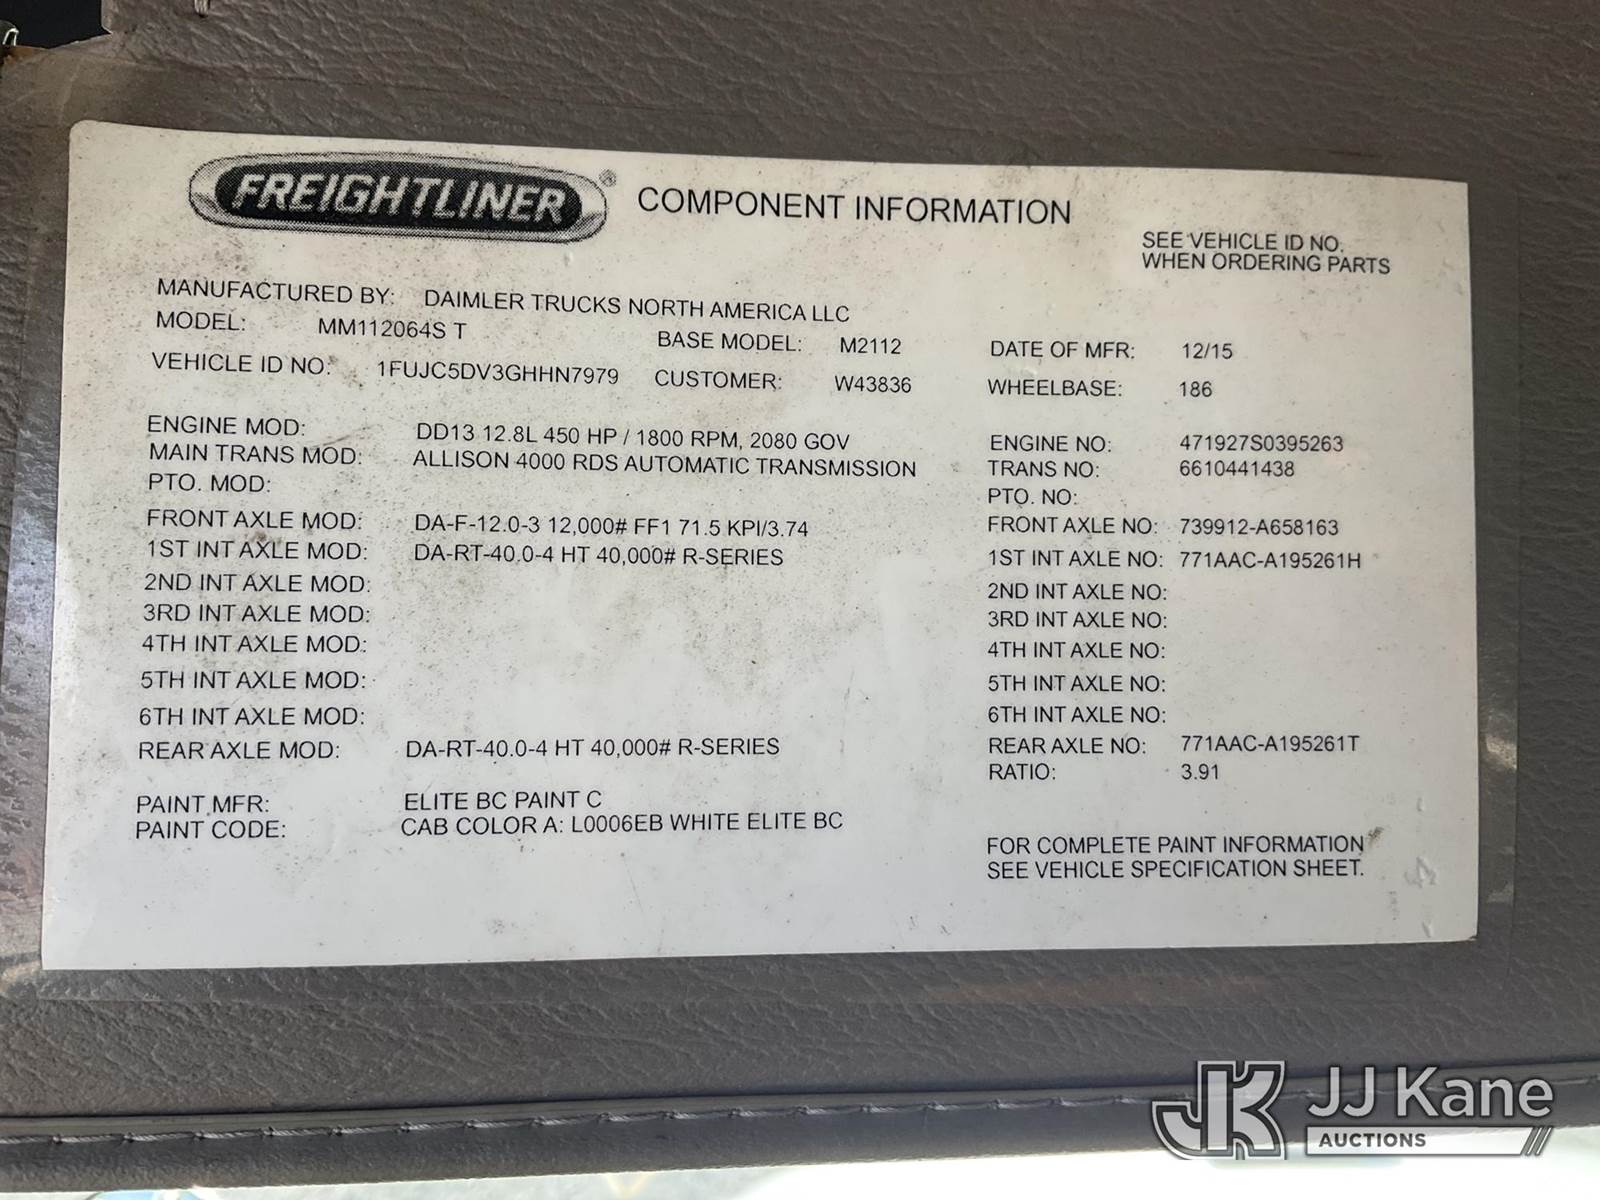 FREIGHTLINER® COMPONENT INFORMATION
SEE VEHICLE ID NO.
WHEN ORDERING PARTS
MANUFACTURED BY: DAIMLER TRUCKS NORTH AMERICA LLC
MODEL: MM112064S T BASE MODEL: M2112 DATE OF MFR: 12/15
VEHICLE ID NO: 1FUJC5DV3GHHN7979 CUSTOMER: W43836 WHEELBASE: 186
ENGINE MOD: DD13 12.8L 450 HP / 1800 RPM, 2080 GOV ENGINE NO: 471927S0395263
MAIN TRANS MOD: ALLISON 4000 RDS AUTOMATIC TRANSMISSION TRANS NO: 6610441438
PTO. MOD: PTO. NO:
FRONT AXLE MOD: DA-F-12.0-3 12,000# FF1 71.5 KPI/3.74 FRONT AXLE NO: 739912-A658163
1ST INT AXLE MOD: DA-RT-40.0-4 HT 40,000# R-SERIES 1ST INT AXLE NO: 771AAC-A195261H
2ND INT AXLE MOD: 2ND INT AXLE NO:
3RD INT AXLE MOD: 3RD INT AXLE NO:
4TH INT AXLE MOD: 4TH INT AXLE NO:
5TH INT AXLE MOD: 5TH INT AXLE NO:
6TH INT AXLE MOD: 6TH INT AXLE NO:
REAR AXLE MOD: DA-RT-40.0-4 HT 40,000# R-SERIES REAR AXLE NO: 771AAC-A195261T
RATIO: 3.91
PAINT MFR: ELITE BC PAINT C
PAINT CODE: CAB COLOR A: L0006EB WHITE ELITE BC
FOR COMPLETE PAINT INFORMATION
SEE VEHICLE SPECIFICATION SHEET.
JK JJ Kane
AUCTIONS